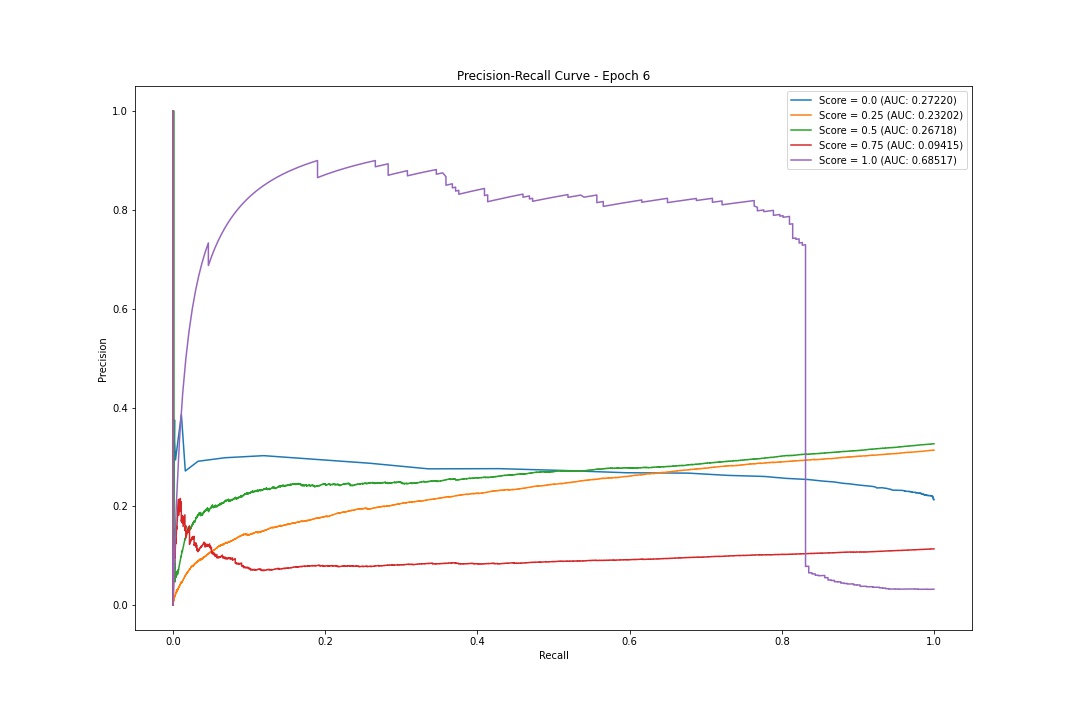 Precision-Recall Curve - Epoch 6
Score = 0.0 (AUC: 0.27220)
Score = 0.25 (AUC: 0.23202)
Score = 0.5 (AUC: 0.26718)
Score = 0.75 (AUC: 0.09415)
Score = 1.0 (AUC: 0.68517)
1.0
0.8
0.6
0.4
0.2
0.0
Precision
0.0 0.2 0.4 0.6 0.8 1.0
Recall